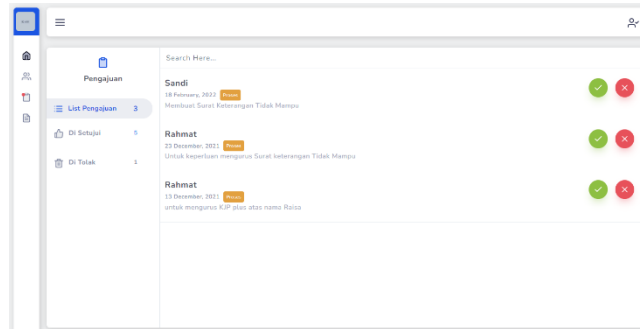 Pengajuan
List Pengajuan 3
Di Setujui 5
Di Tolak 1
Search Here...
Sandi
18 February, 2022 Proses
Membuat Surat Keterangan Tidak Mampu
Rahmat
23 December, 2021 Proses
Untuk keperluan mengurus Surat keterangan Tidak Mampu
Rahmat
13 December, 2021 Proses
untuk mengurus KJP plus atas nama Raisa